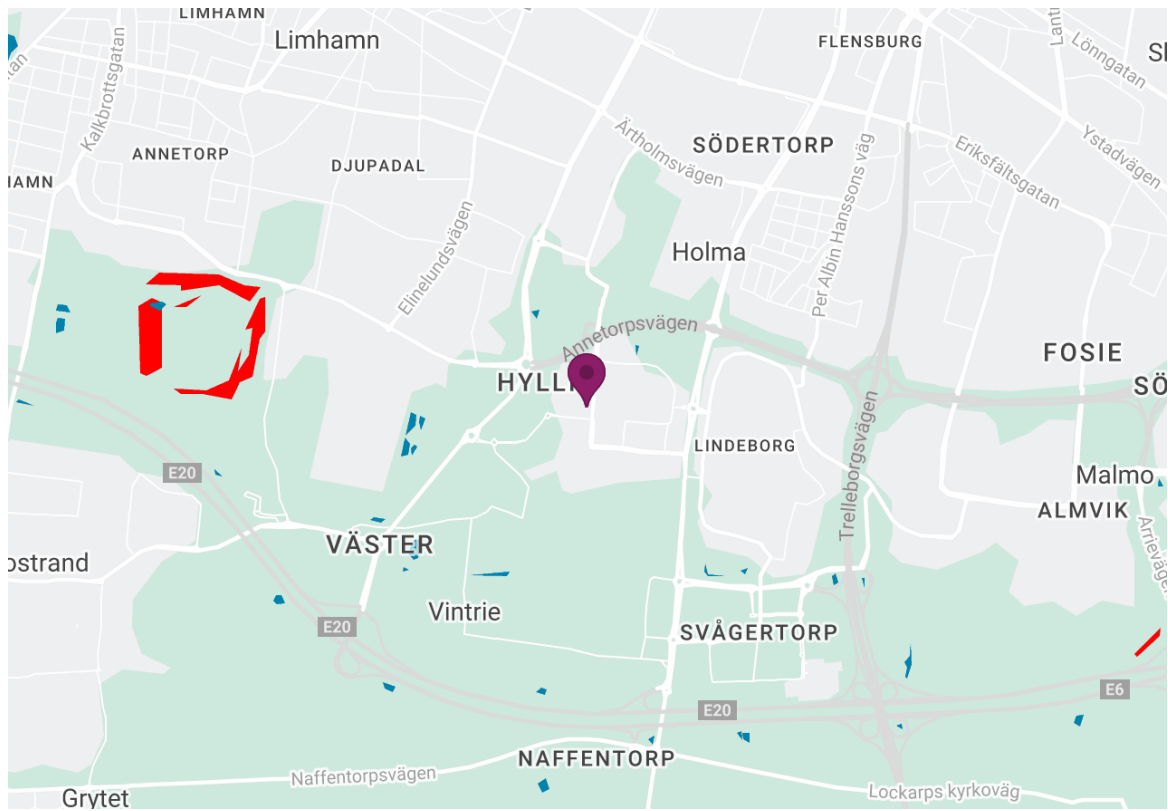 LIMHAMN
Limhamn
FLENSBURG
Lönngatan
Kalkbrottsgatan
Ystadvägen
Ärtholmsvägen
SÖDERTORP
Eriksfältsgatan
ANNETORP
DJUPADAL
HAMN
Per Albin Hanssons väg
Elinelundsvägen
Holma
Annetorpsvägen
FOSIE
HYLLI
SÖ
LINDEBORG
Trelleborgsvägen
E20
Malmo
ALMVIK
Arrievägen
VÄSTER
ostrand
Vintrie
E20
SVÅGERTORP
E6
E20
NAFFENTORP
Naffentorpsvägen
Grytet
Lockarps kyrkoväg